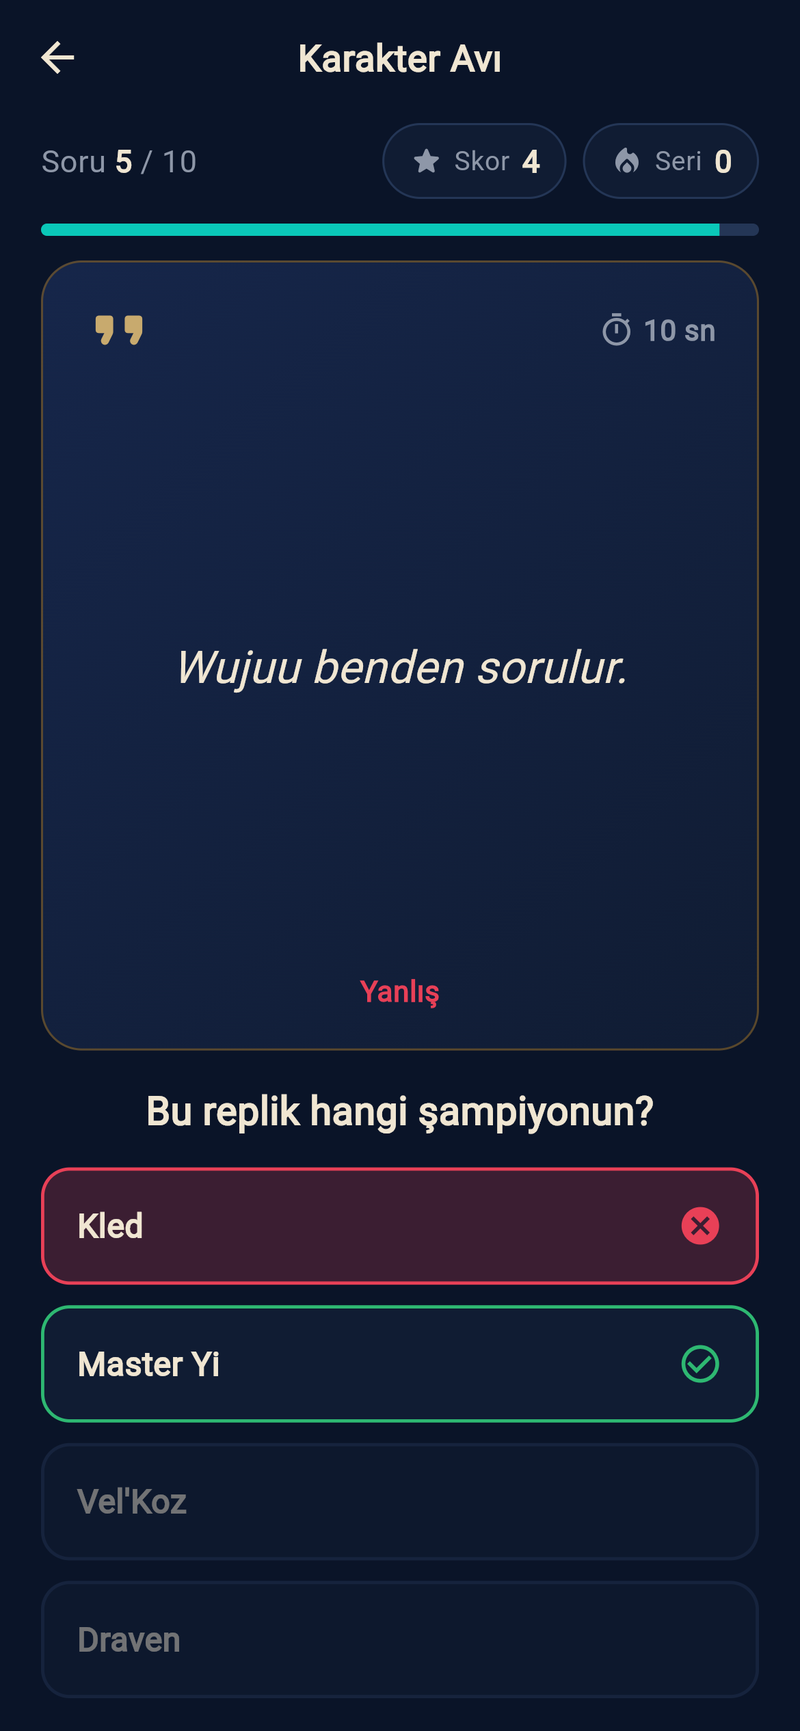 Karakter Avı
Soru 5 / 10
Skor 4
Seri 0
10 sn
Wujuu benden sorulur.
Yanlış
Bu replik hangi şampiyonun?
Kled
Master Yi
Vel'Koz
Draven